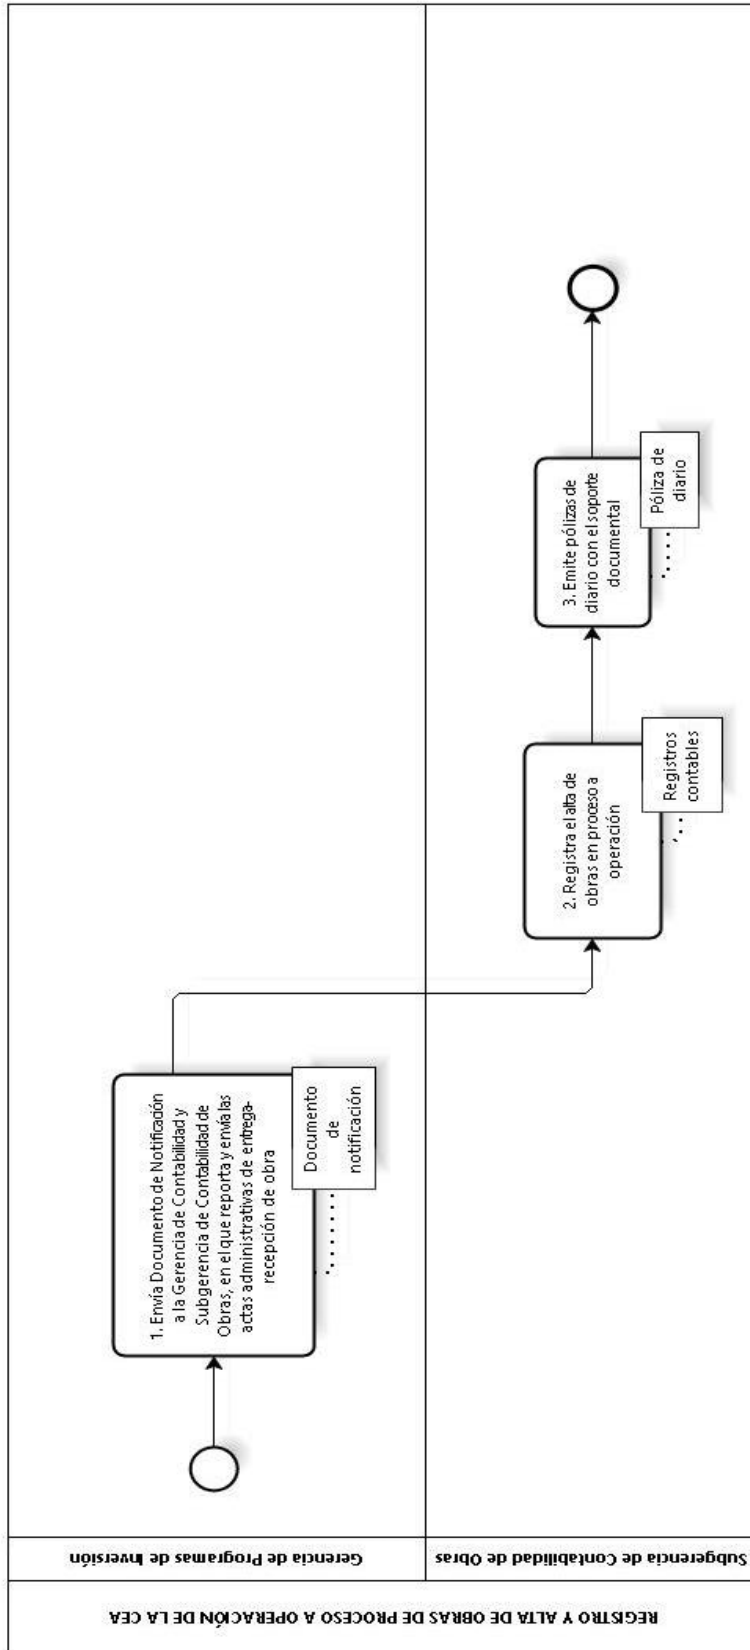 REGISTRO Y ALTA DE OBRAS DE PROCESO A OPERACIÓN DE LA CEA
Gerencia de Programas de Inversión
1. Envía Documento de Notificación
a la Gerencia de Contabilidad y
Subgerencia de Contabilidad de
Obras, en el que reporta y envía las
actas administrativas de entrega-
recepción de obra
Documento
de
notificación
Subgerencia de Contabilidad de Obras
2. Registra el alta de
obras en proceso a
operación
Registros
contables
3. Emite pólizas de
diario con el soporte
documental
Póliza de
diario